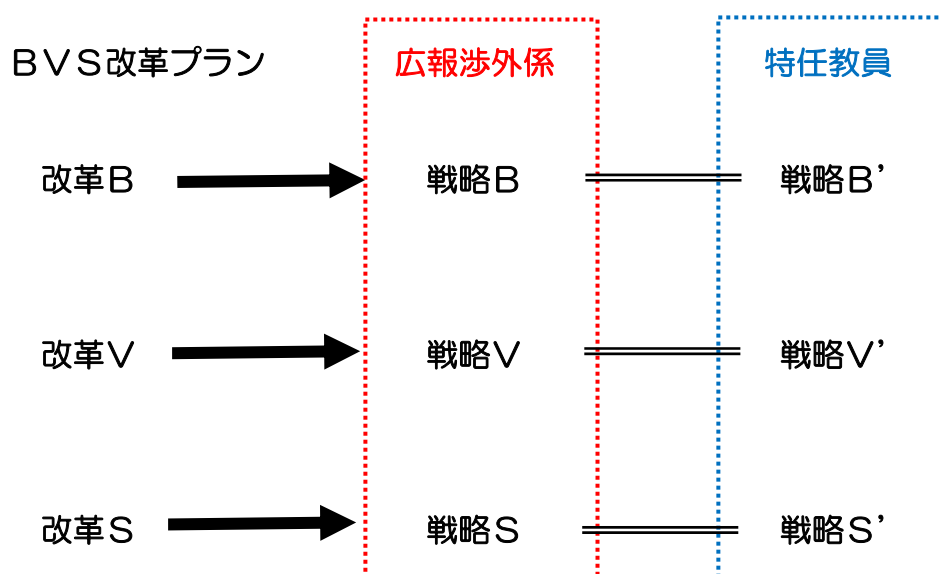 BVS改革プラン 広報渉外係 特任教員
改革B 戦略B 戦略B’
改革V 戦略V 戦略V’
改革S 戦略S 戦略S’